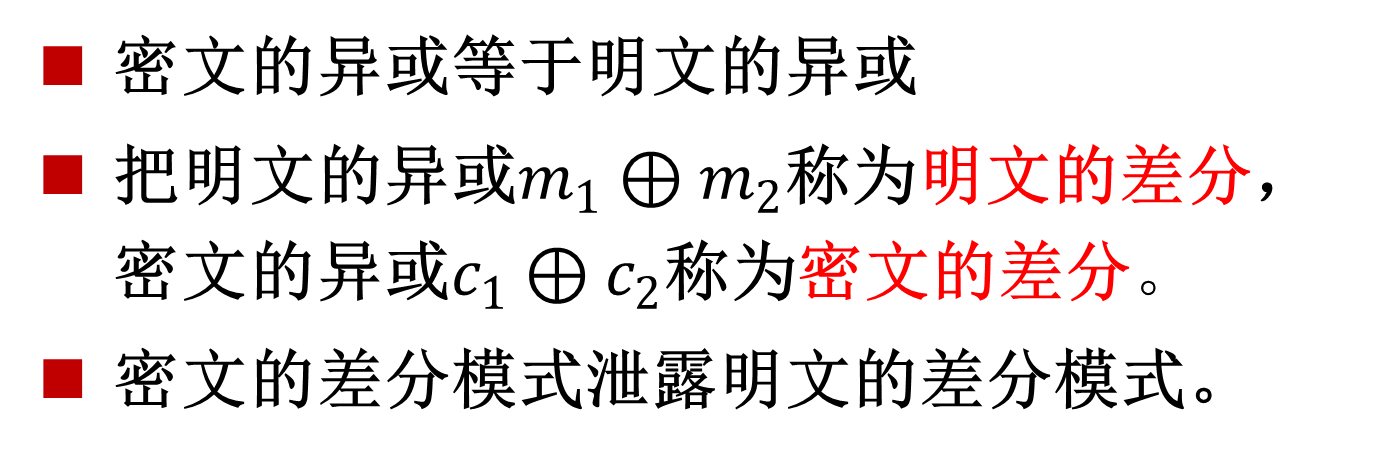 ■ 密文的异或等于明文的异或
■ 把明文的异或m₁ ⊕ m₂称为明文的差分，
密文的异或c₁ ⊕ c₂称为密文的差分。
■ 密文的差分模式泄露明文的差分模式。